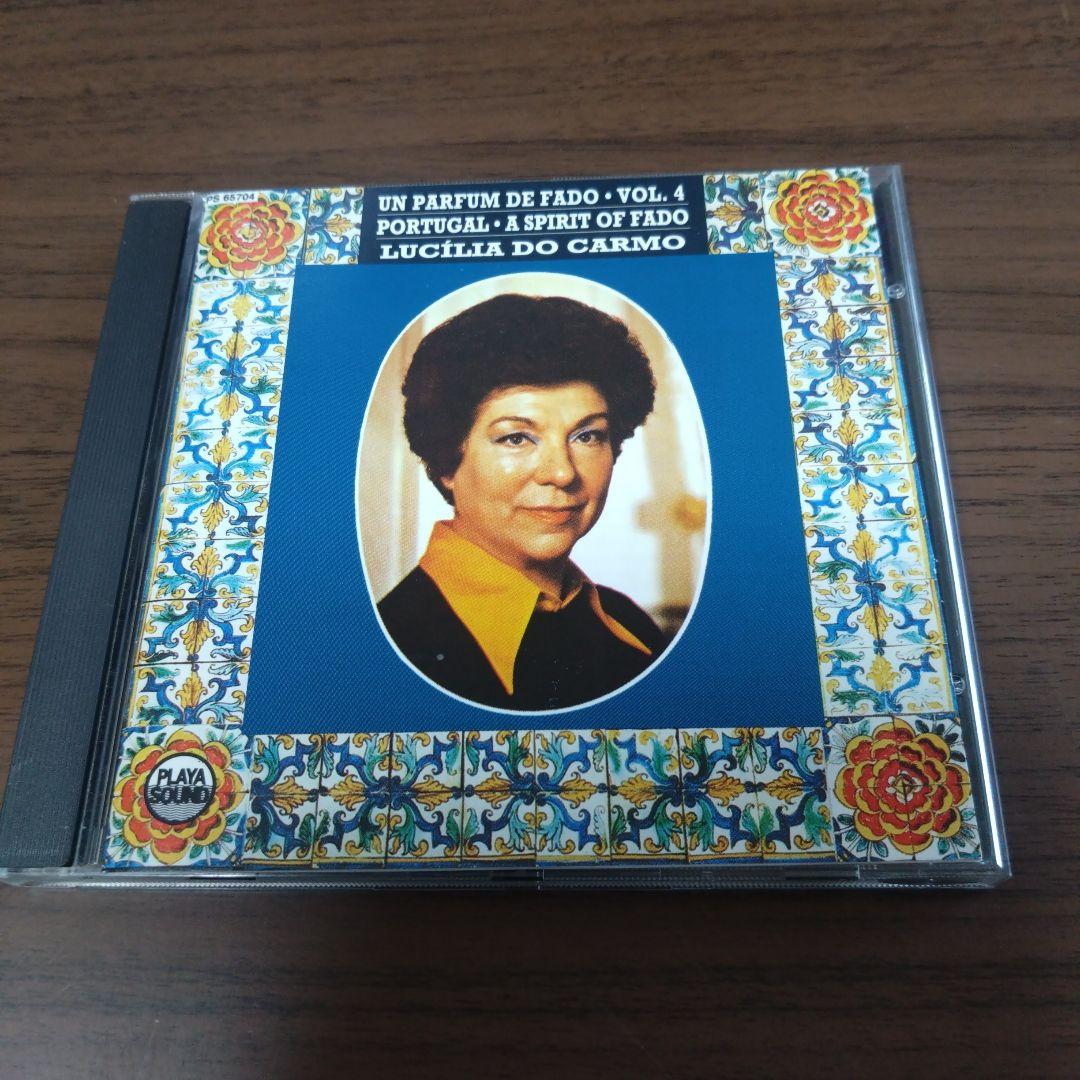 PS 65704
UN PARFUM DE FADO • VOL. 4
PORTUGAL • A SPIRIT OF FADO
LUCÍLIA DO CARMO
PLAYA
SOUND